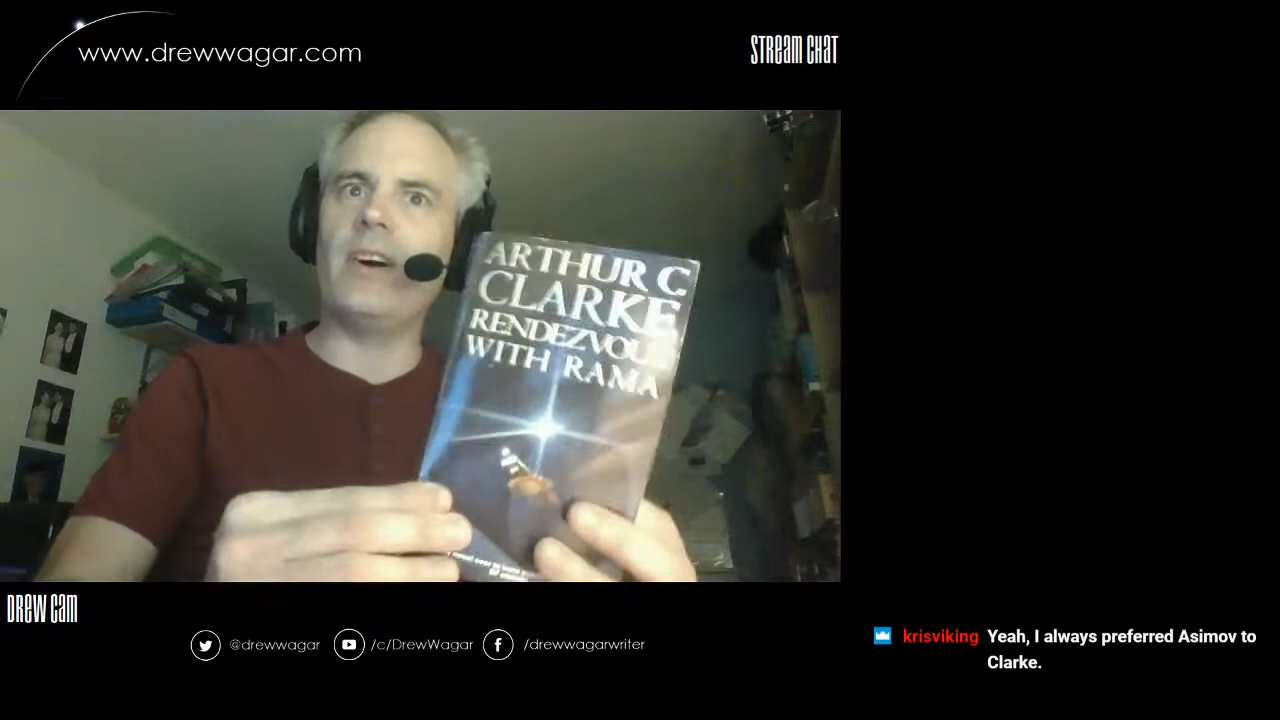 www.drewwagar.com
STREAM CHAT
ARTHUR C
CLARKE
RENDEZVOUS
WITH RAMA
DREW CAM
@drewwagar
/c/DrewWagar
/drewwagarwriter
krisviking Yeah, I always preferred Asimov to
Clarke.